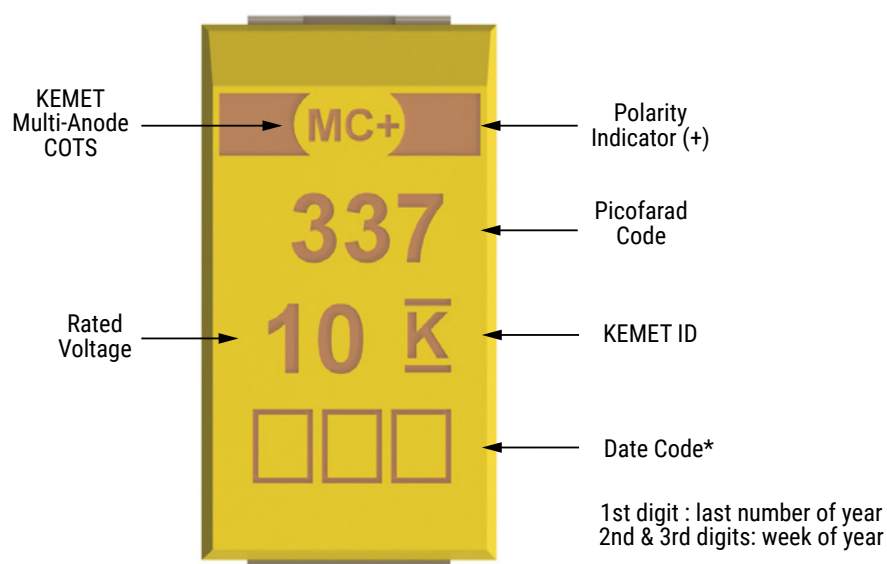 KEMET
Multi-Anode
COTS
MC+
Polarity
Indicator (+)
337
Picofarad
Code
Rated
Voltage
10 K
KEMET ID
Date Code*
1st digit : last number of year
2nd & 3rd digits: week of year